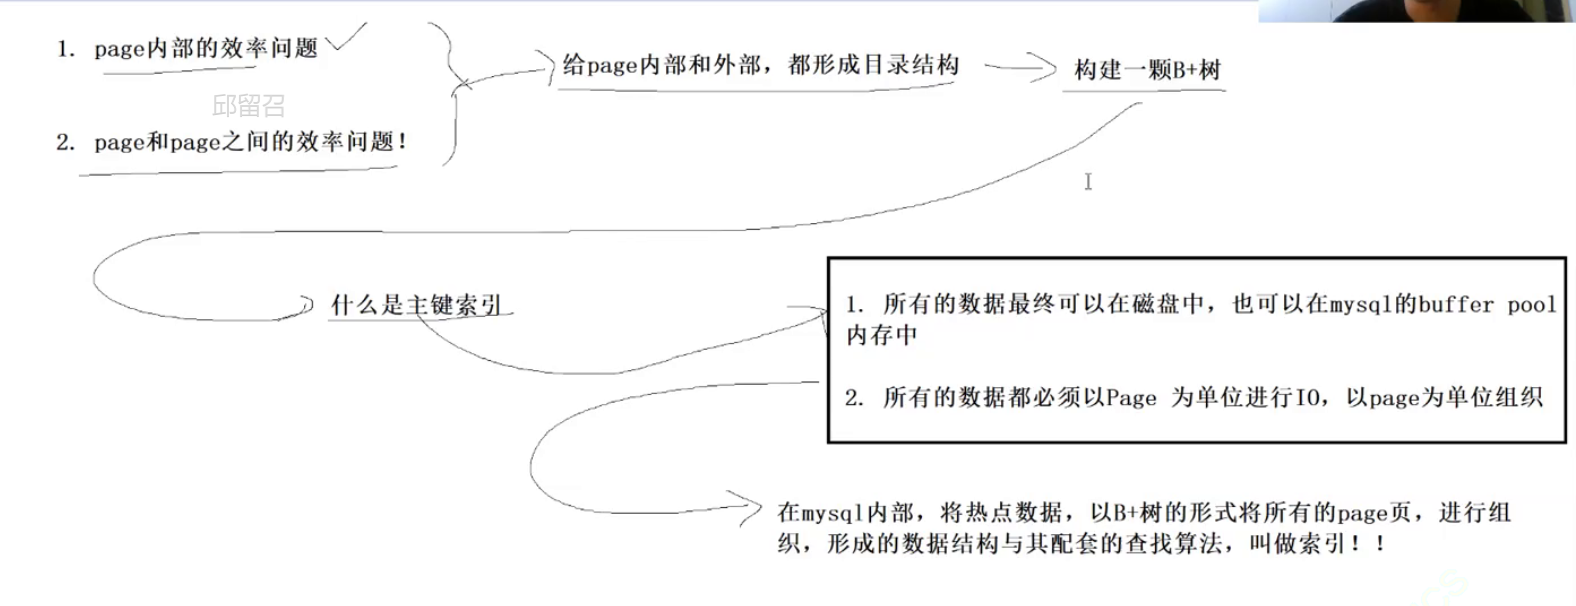 1. page内部的效率问题
给page内部和外部，都形成目录结构
构建一颗B+树
邱留召
2. page和page之间的效率问题！
什么是主键索引
1. 所有的数据最终可以在磁盘中，也可以在mysql的buffer pool
内存中
2. 所有的数据都必须以Page 为单位进行IO，以page为单位组织
在mysql内部，将热点数据，以B+树的形式将所有的page页，进行组
织，形成的数据结构与其配套的查找算法，叫做索引！！